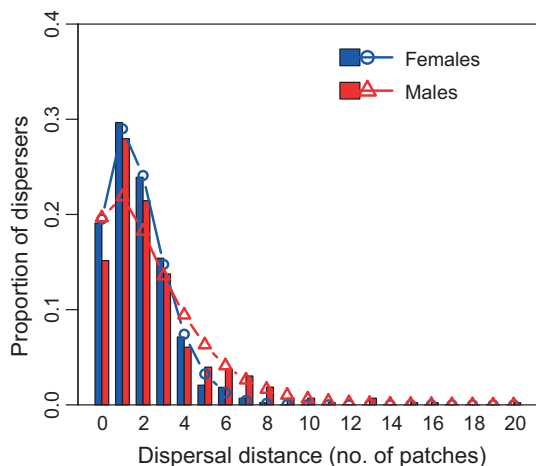 0.4
Females
Males
0.3
0.2
0.1
0.0
Proportion of dispersers
0 2 4 6 8 10 12 14 16 18 20
Dispersal distance (no. of patches)